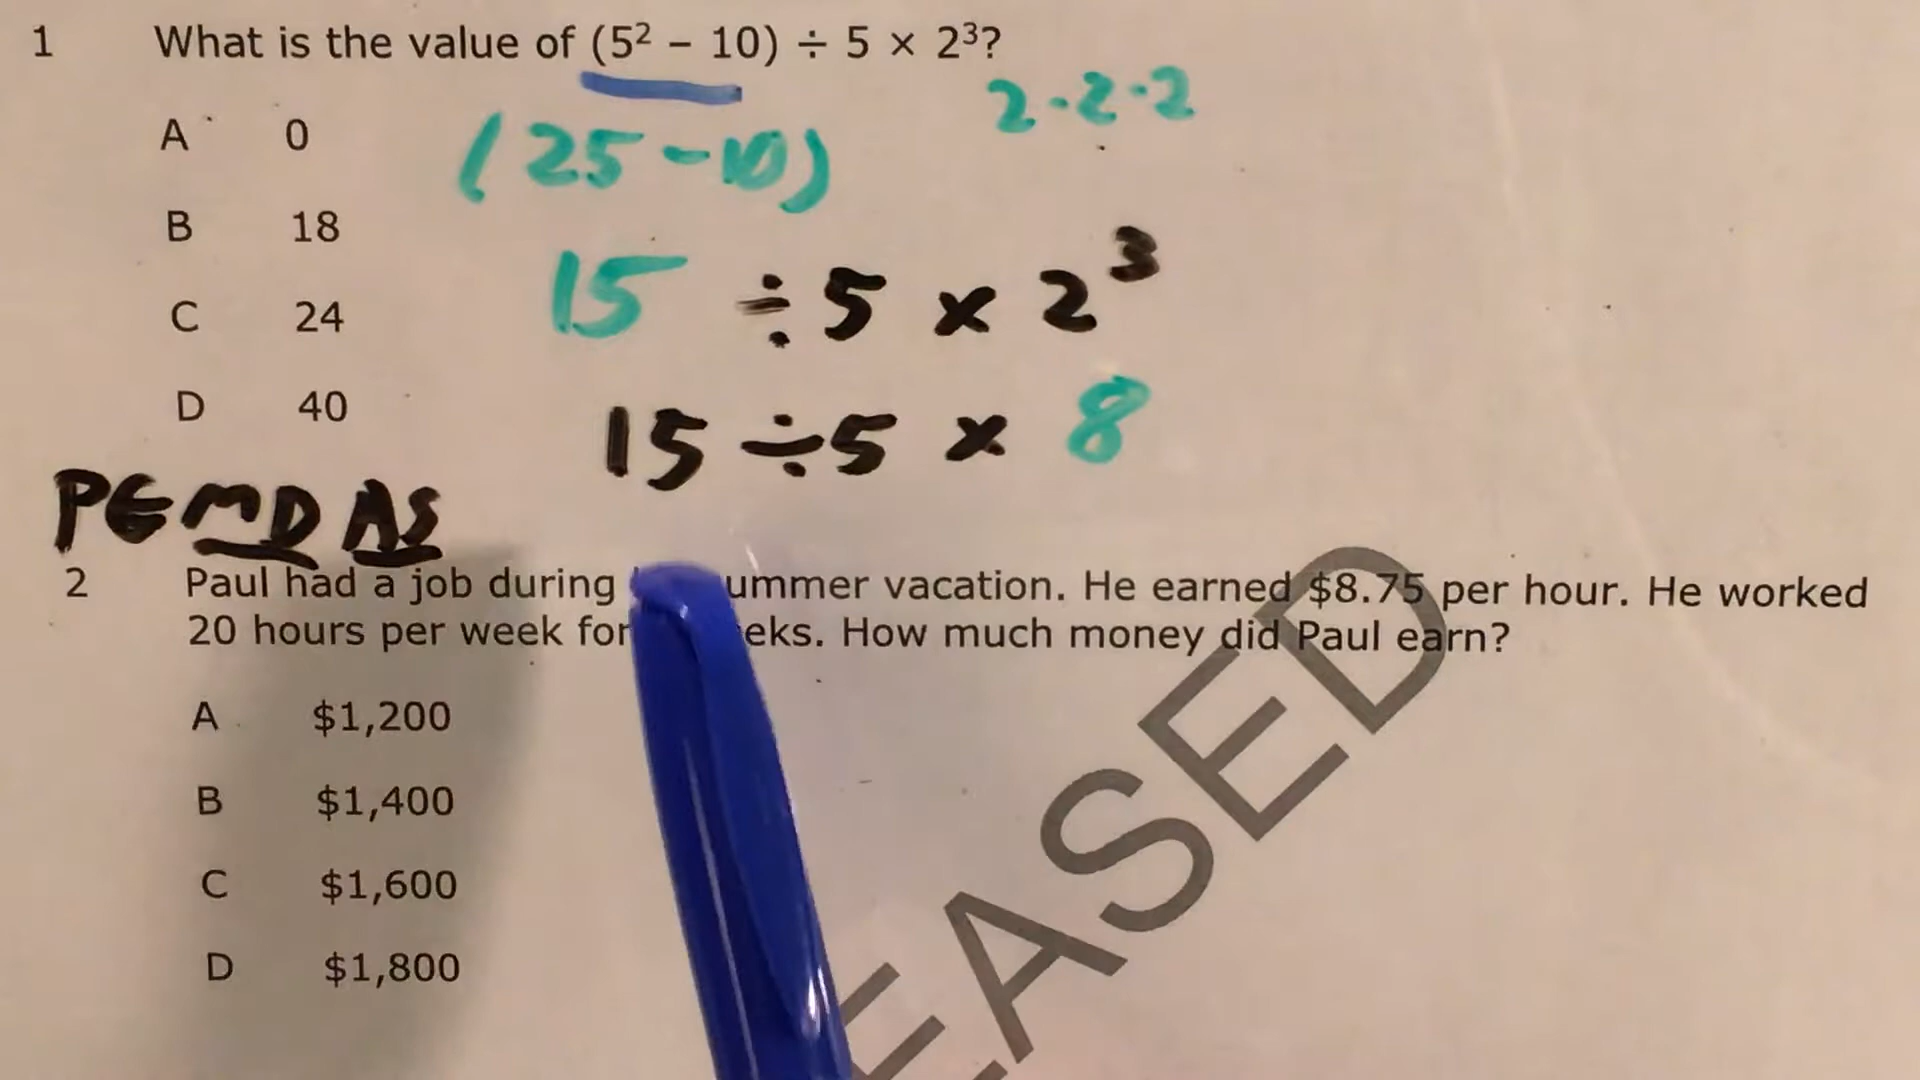 1 What is the value of (5² – 10) ÷ 5 × 2³?
2·2·2
A 0
(25-10)
B 18
15 ÷ 5 × 2³
C 24
D 40
15 ÷ 5 × 8
PEMDAS
2 Paul had a job during ummer vacation. He earned $8.75 per hour. He worked
20 hours per week for eks. How much money did Paul earn?
A $1,200
B $1,400
C $1,600
D $1,800
EASED